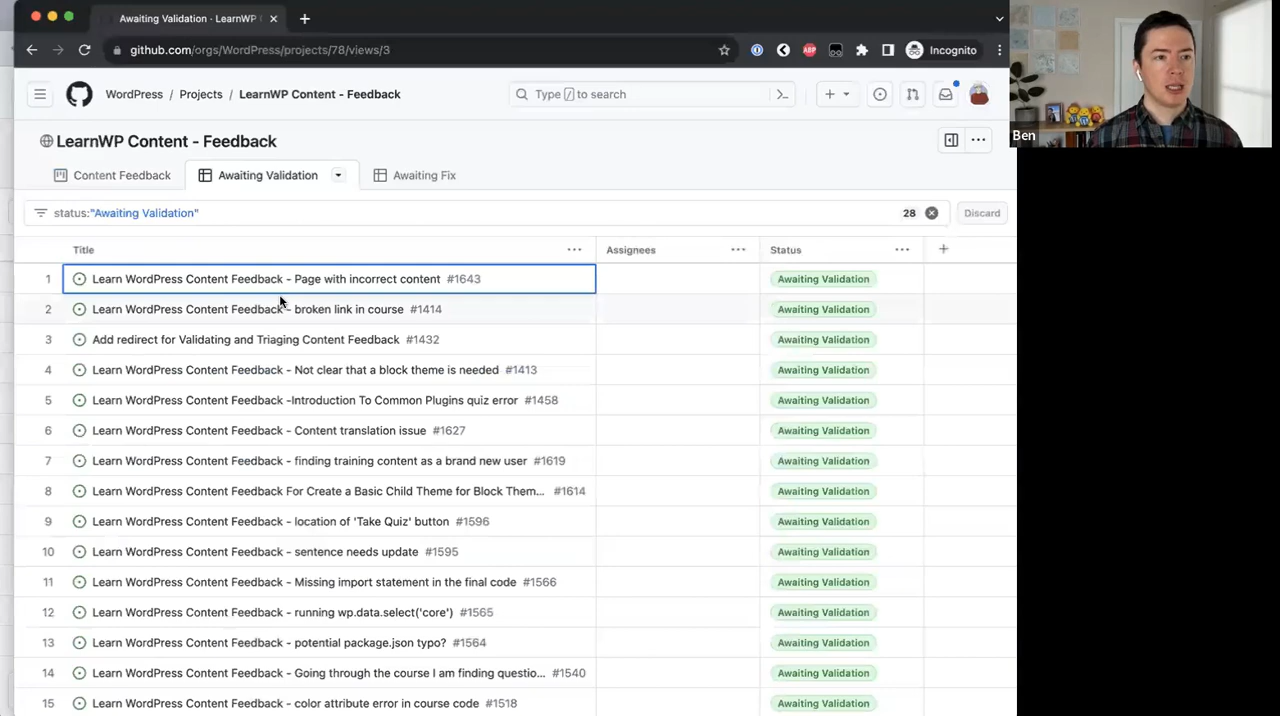 Awaiting Validation · LearnWP
github.com/orgs/WordPress/projects/78/views/3
ABP
Incognito
WordPress / Projects / LearnWP Content - Feedback
Type / to search
LearnWP Content - Feedback
Content Feedback
Awaiting Validation
Awaiting Fix
status:"Awaiting Validation"
28
Discard
Title
Assignees
Status
1 Learn WordPress Content Feedback - Page with incorrect content #1643 Awaiting Validation
2 Learn WordPress Content Feedback - broken link in course #1414 Awaiting Validation
3 Add redirect for Validating and Triaging Content Feedback #1432 Awaiting Validation
4 Learn WordPress Content Feedback - Not clear that a block theme is needed #1413 Awaiting Validation
5 Learn WordPress Content Feedback -Introduction To Common Plugins quiz error #1458 Awaiting Validation
6 Learn WordPress Content Feedback - Content translation issue #1627 Awaiting Validation
7 Learn WordPress Content Feedback - finding training content as a brand new user #1619 Awaiting Validation
8 Learn WordPress Content Feedback For Create a Basic Child Theme for Block Them... #1614 Awaiting Validation
9 Learn WordPress Content Feedback - location of 'Take Quiz' button #1596 Awaiting Validation
10 Learn WordPress Content Feedback - sentence needs update #1595 Awaiting Validation
11 Learn WordPress Content Feedback - Missing import statement in the final code #1566 Awaiting Validation
12 Learn WordPress Content Feedback - running wp.data.select('core') #1565 Awaiting Validation
13 Learn WordPress Content Feedback - potential package.json typo? #1564 Awaiting Validation
14 Learn WordPress Content Feedback - Going through the course I am finding questio... #1540 Awaiting Validation
15 Learn WordPress Content Feedback - color attribute error in course code #1518 Awaiting Validation
Ben